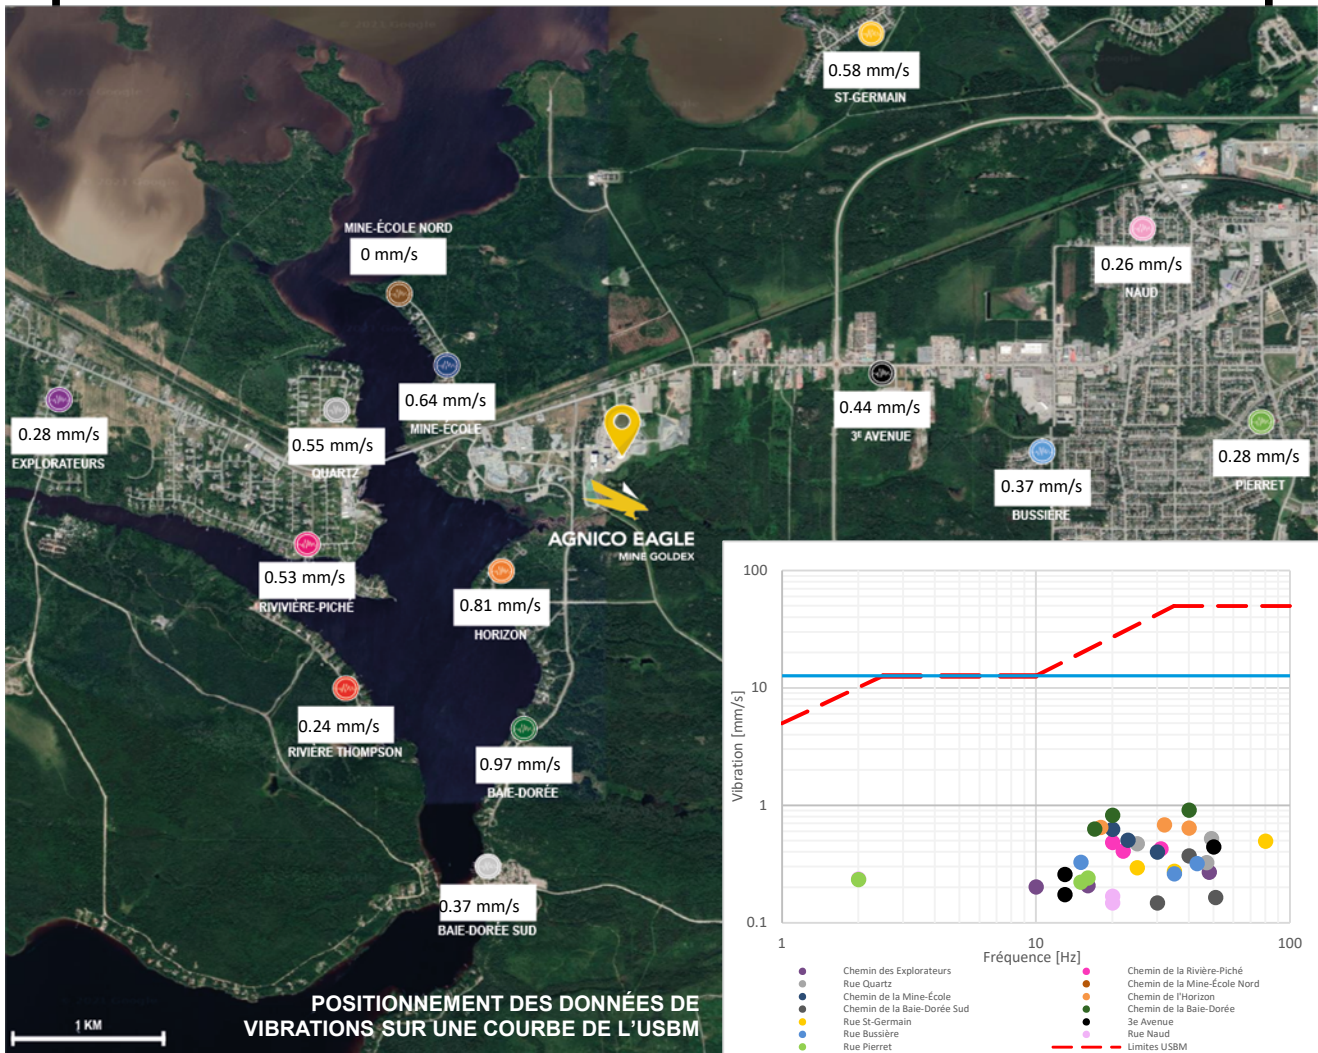 0.58 mm/s
ST-GERMAIN
MINE-ÉCOLE NORD
0 mm/s
0.26 mm/s
NAUD
0.28 mm/s
EXPLORATEURS
0.55 mm/s
QUARTZ
0.64 mm/s
MINE-ÉCOLE
0.44 mm/s
3E AVENUE
0.37 mm/s
BUSSIÈRE
0.28 mm/s
PIERRET
AGNICO EAGLE
MINE GOLDEX
0.53 mm/s
RIVIVIÈRE-PICHÉ
0.81 mm/s
HORIZON
0.24 mm/s
RIVIÈRE THOMPSON
0.97 mm/s
BAIE-DORÉE
0.37 mm/s
BAIE-DORÉE SUD
1 KM
POSITIONNEMENT DES DONNÉES DE
VIBRATIONS SUR UNE COURBE DE L'USBM
100
10
1
0.1
Vibration [mm/s]
1
10
100
Fréquence [Hz]
Chemin des Explorateurs
Chemin de la Rivière-Piché
Rue Quartz
Chemin de la Mine-École Nord
Chemin de la Mine-École
Chemin de l'Horizon
Chemin de la Baie-Dorée Sud
Chemin de la Baie-Dorée
Rue St-Germain
3e Avenue
Rue Bussière
Rue Naud
Rue Pierret
Limites USBM